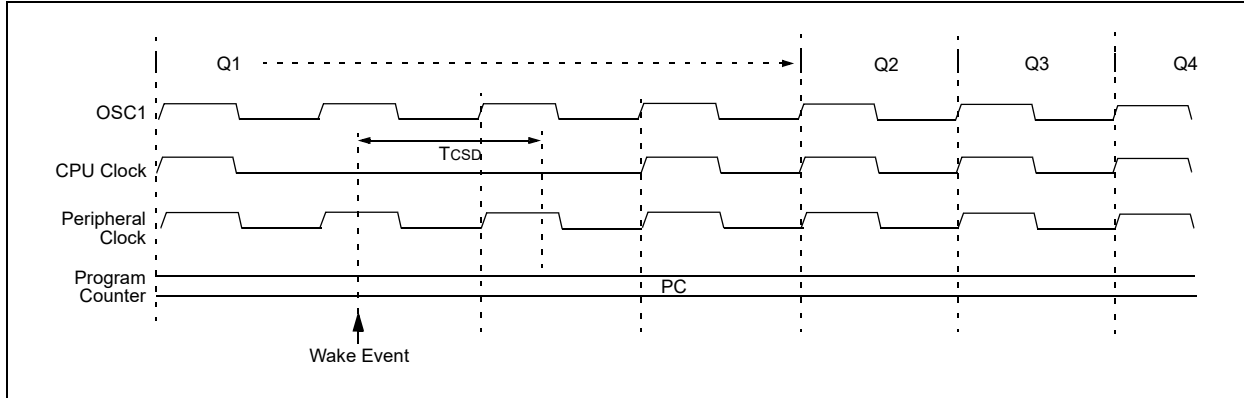 Q1
Q2
Q3
Q4
OSC1
TCSD
CPU Clock
Peripheral
Clock
Program
Counter
PC
Wake Event